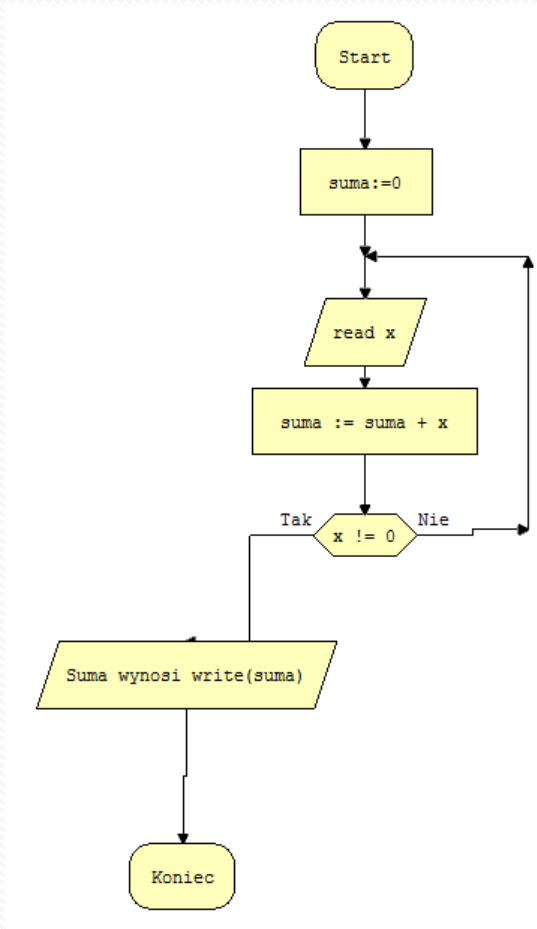 Start
suma:=0
read x
suma := suma + x
Tak
Nie
x != 0
Suma wynosi write(suma)
Koniec